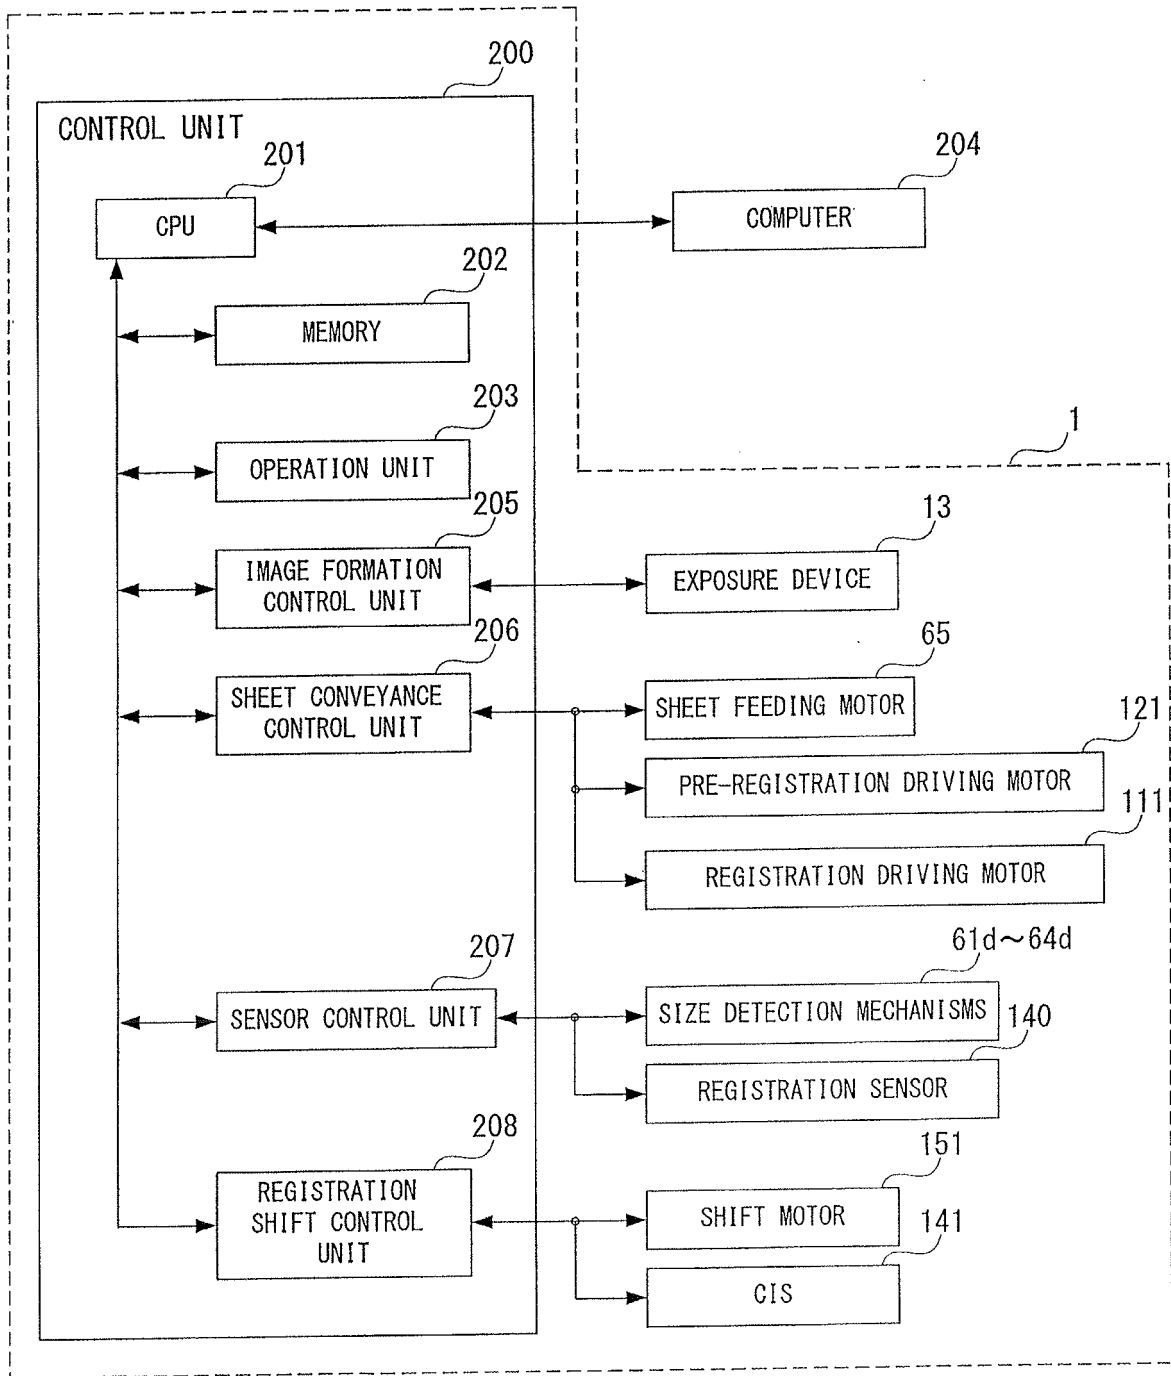 200
CONTROL UNIT
201
CPU
204
COMPUTER
202
MEMORY
203
OPERATION UNIT
1
205
IMAGE FORMATION
CONTROL UNIT
13
EXPOSURE DEVICE
206
SHEET CONVEYANCE
CONTROL UNIT
65
SHEET FEEDING MOTOR
121
PRE-REGISTRATION DRIVING MOTOR
111
REGISTRATION DRIVING MOTOR
207
SENSOR CONTROL UNIT
61d～64d
SIZE DETECTION MECHANISMS
140
REGISTRATION SENSOR
208
REGISTRATION
SHIFT CONTROL
UNIT
151
SHIFT MOTOR
141
CIS